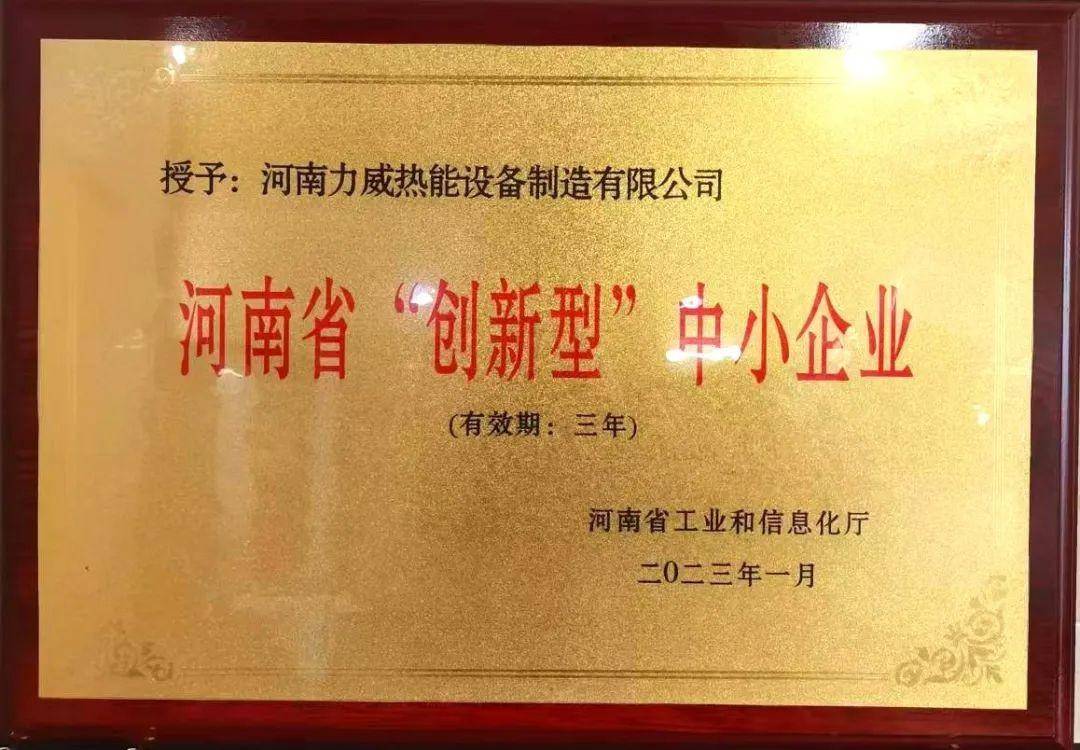 授予：河南力威热能设备制造有限公司
河南省“创新型”中小企业
(有效期：三年)
河南省工业和信息化厅
二〇二三年一月